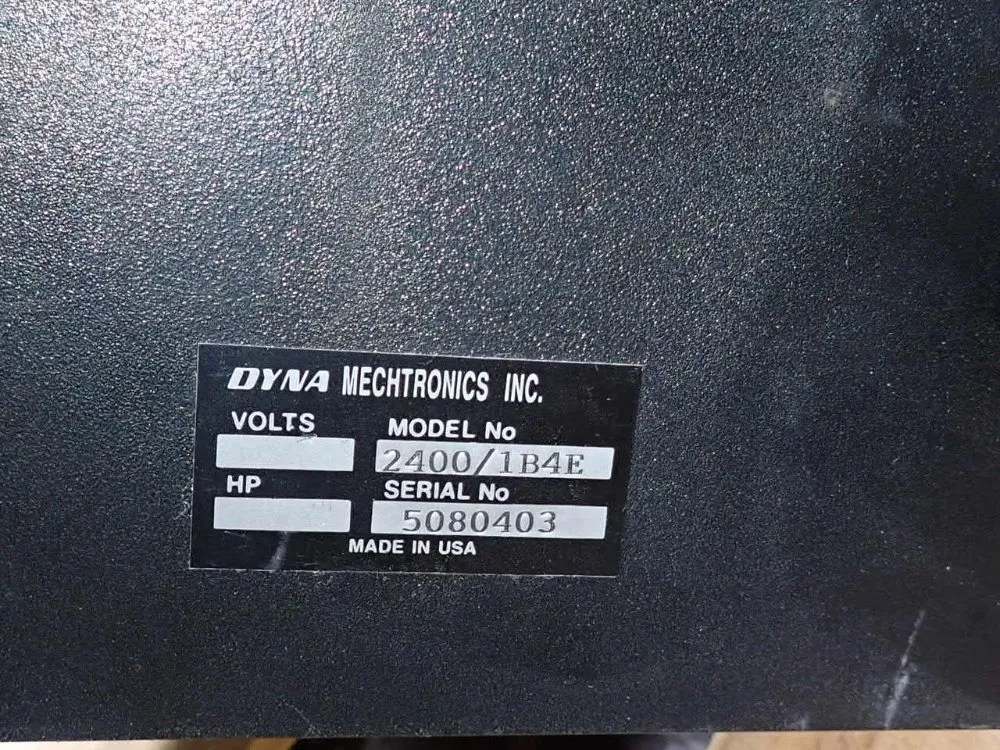 DYNA MECHTRONICS INC.
VOLTS MODEL No
2400/1B4E
HP SERIAL No
5080403
MADE IN USA